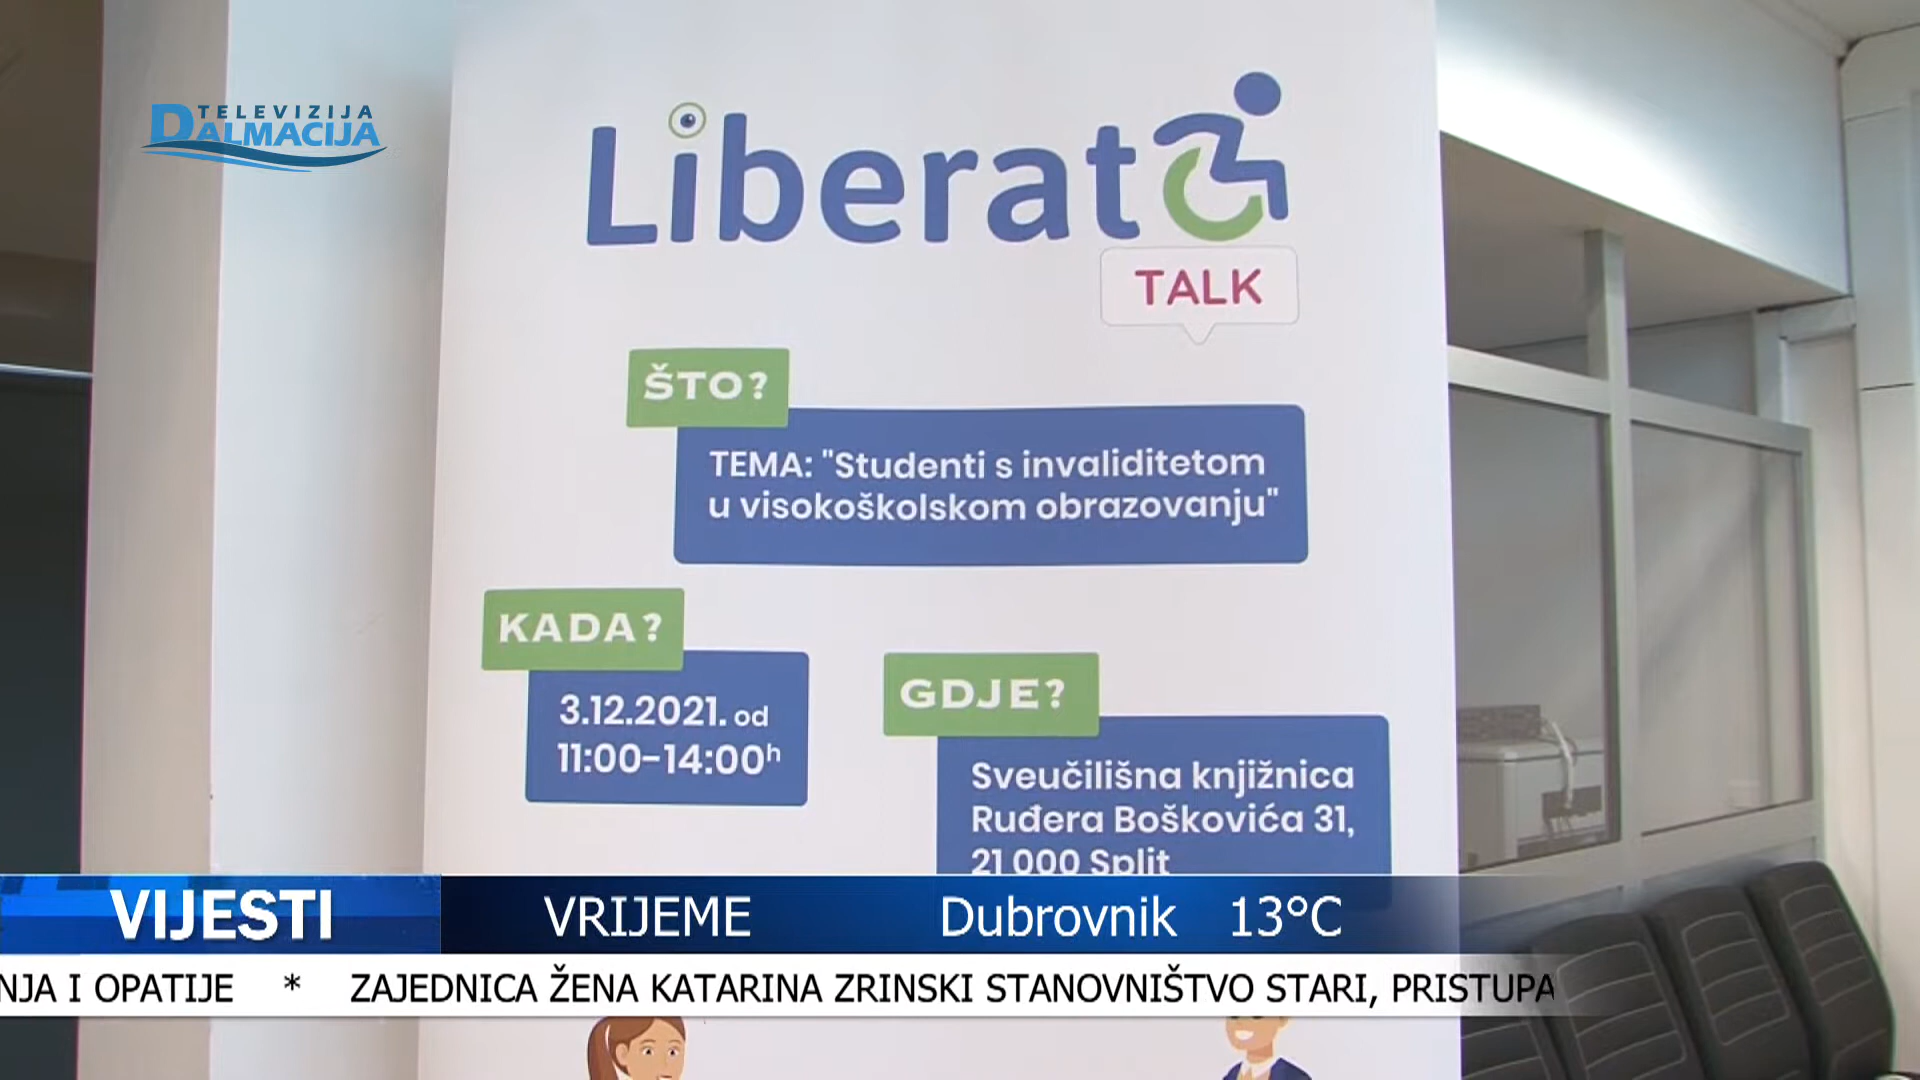 TELEVIZIJA
DALMACIJA
Liberato
TALK
ŠTO?
TEMA: "Studenti s invaliditetom
u visokoškolskom obrazovanju"
KADA?
3.12.2021. od
11:00-14:00h
GDJE?
Sveučilišna knjižnica
Ruđera Boškovića 31,
21 000 Split
VIJESTI VRIJEME Dubrovnik 13°C
NJA I OPATIJE * ZAJEDNICA ŽENA KATARINA ZRINSKI STANOVNIŠTVO STARI, PRISTUPA